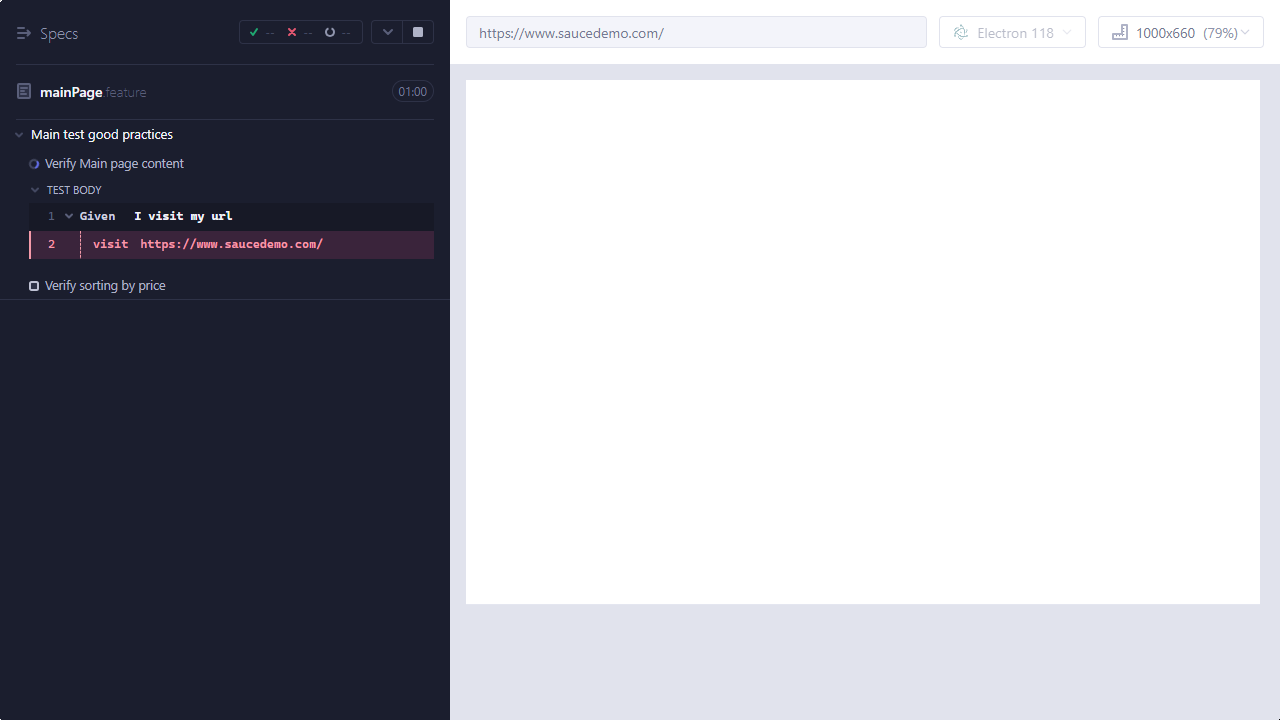 Specs
-- -- --
https://www.saucedemo.com/
Electron 118
1000x660 (79%)
mainPage.feature
01:00
Main test good practices
Verify Main page content
TEST BODY
1 Given I visit my url
2 visit https://www.saucedemo.com/
Verify sorting by price